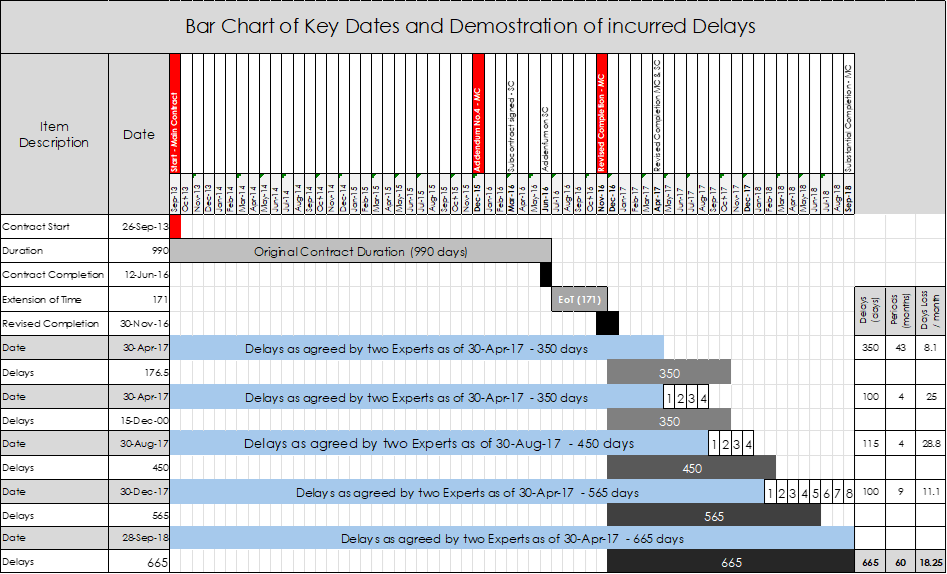 Bar Chart of Key Dates and Demostration of incurred Delays
Item
Description
Date
Start - Main Contract
Addendum No.4 - MC
Subcontract signed - SC
Addendum on SC
Revised Completion - MC
Revised Completion MC & SC
Substantial Completion - MC
Sep-13
Oct-13
Nov-13
Dec-13
Jan-14
Feb-14
Mar-14
Apr-14
May-14
Jun-14
Jul-14
Aug-14
Sep-14
Oct-14
Nov-14
Dec-14
Jan-15
Feb-15
Mar-15
Apr-15
May-15
Jun-15
Jul-15
Aug-15
Sep-15
Oct-15
Nov-15
Dec-15
Jan-16
Feb-16
Mar-16
Apr-16
May-16
Jun-16
Jul-16
Aug-16
Sep-16
Oct-16
Nov-16
Dec-16
Jan-17
Feb-17
Mar-17
Apr-17
May-17
Jun-17
Jul-17
Aug-17
Sep-17
Oct-17
Nov-17
Dec-17
Jan-18
Feb-18
Mar-18
Apr-18
May-18
Jun-18
Jul-18
Aug-18
Sep-18
Contract Start 26-Sep-13
Duration 990 Original Contract Duration (990 days)
Contract Completion 12-Jun-16
Extension of Time 171 EoT (171)
Delays
(days)
Periods
(months)
Days Loss
/ month
Revised Completion 30-Nov-16
Date 30-Apr-17 Delays as agreed by two Experts as of 30-Apr-17 - 350 days 350 43 8.1
Delays 176.5 350
Date 30-Apr-17 Delays as agreed by two Experts as of 30-Apr-17 - 350 days 1 2 3 4 100 4 25
Delays 15-Dec-00 350
Date 30-Aug-17 Delays as agreed by two Experts as of 30-Aug-17 - 450 days 1 2 3 4 115 4 28.8
Delays 450 450
Date 30-Dec-17 Delays as agreed by two Experts as of 30-Apr-17 - 565 days 1 2 3 4 5 6 7 8 100 9 11.1
Delays 565 565
Date 28-Sep-18 Delays as agreed by two Experts as of 30-Apr-17 - 665 days
Delays 665 665 665 60 18.25